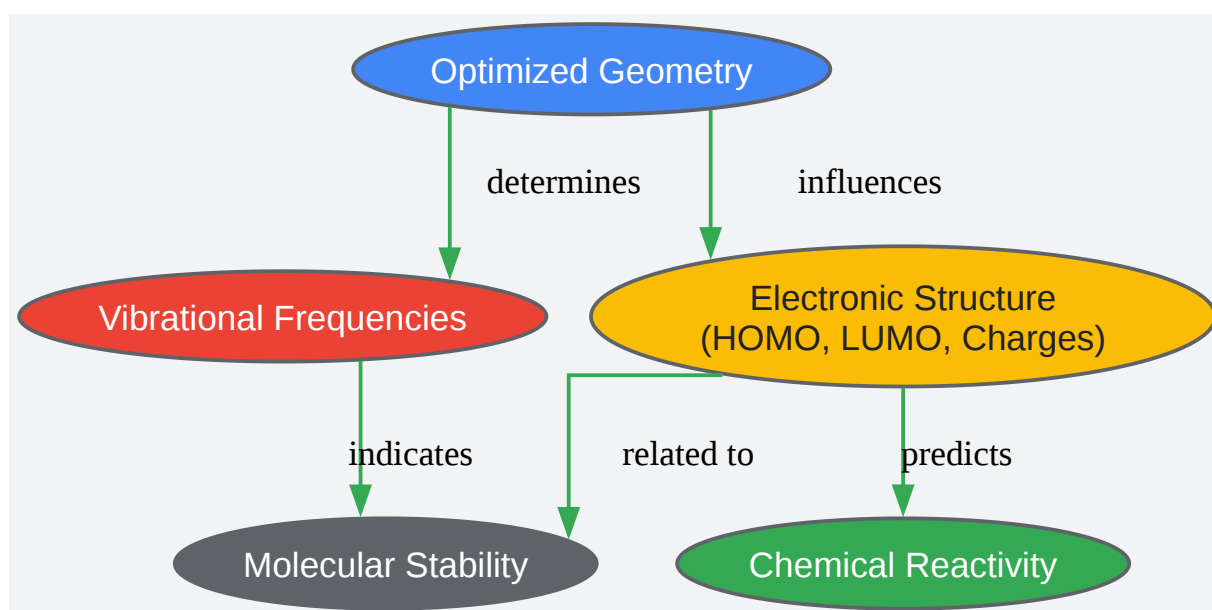 Optimized Geometry
determines
influences
Vibrational Frequencies
Electronic Structure
(HOMO, LUMO, Charges)
indicates
related to
predicts
Molecular Stability
Chemical Reactivity